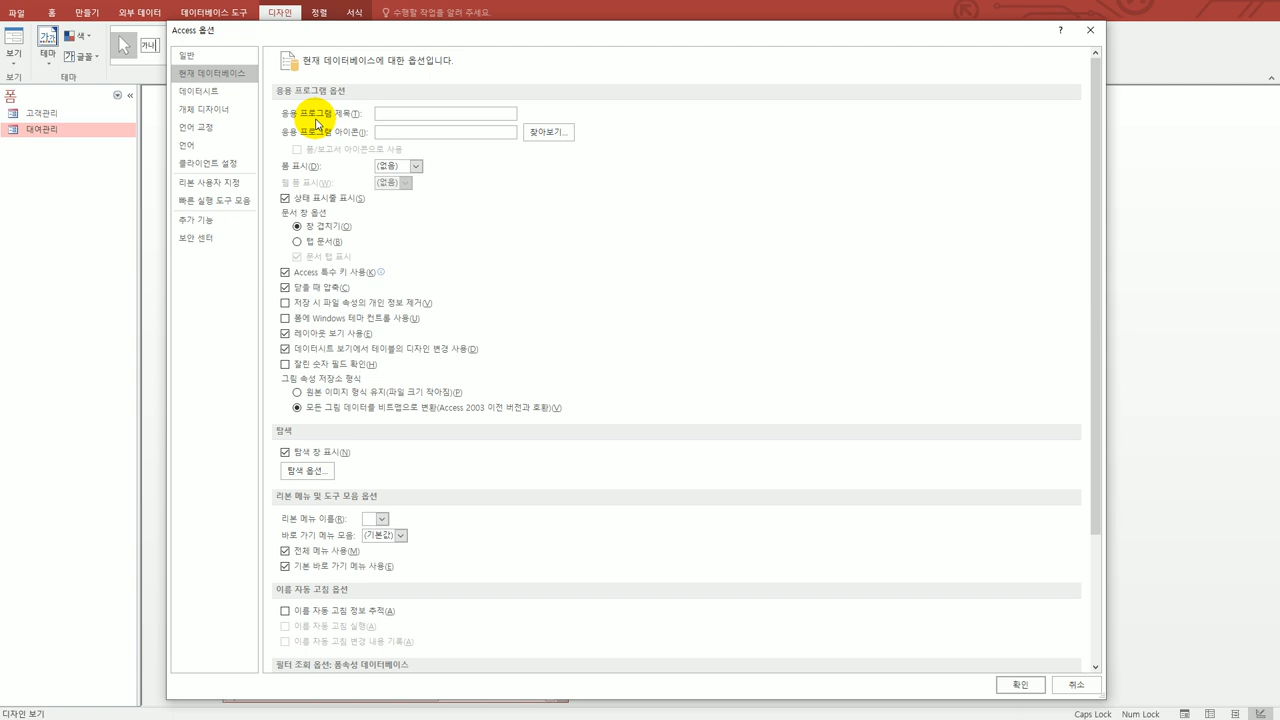 파일 홈 만들기 외부 데이터 데이터베이스 도구 디자인 정렬 서식 수행할 작업을 알려 주세요.
Access 옵션
보기
보기
가가
테마
색
글꼴
테마
가나
폼
고객관리
대여관리
일반
현재 데이터베이스
데이터시트
개체 디자이너
언어 교정
언어
클라이언트 설정
리본 사용자 지정
빠른 실행 도구 모음
추가 기능
보안 센터
현재 데이터베이스에 대한 옵션입니다.
응용 프로그램 옵션
응용 프로그램 제목(T):
응용 프로그램 아이콘(I): 찾아보기...
폼/보고서 아이콘으로 사용
폼 표시(D): (없음)
웹 폼 표시(W): (없음)
상태 표시줄 표시(S)
문서 창 옵션
창 겹치기(O)
탭 문서(B)
문서 탭 표시
Access 특수 키 사용(K)
닫을 때 압축(C)
저장 시 파일 속성의 개인 정보 제거(V)
폼에 Windows 테마 컨트롤 사용(U)
레이아웃 보기 사용(E)
데이터시트 보기에서 테이블의 디자인 변경 사용(D)
잘린 숫자 필드 확인(H)
그림 속성 저장소 형식
원본 이미지 형식 유지(파일 크기 작아짐)(P)
모든 그림 데이터를 비트맵으로 변환(Access 2003 이전 버전과 호환)(V)
탐색
탐색 창 표시(N)
탐색 옵션...
리본 메뉴 및 도구 모음 옵션
리본 메뉴 이름(R):
바로 가기 메뉴 모음: (기본값)
전체 메뉴 사용(M)
기본 바로 가기 메뉴 사용(E)
이름 자동 고침 옵션
이름 자동 고침 정보 추적(A)
이름 자동 고침 실행(A)
이름 자동 고침 변경 내용 기록(A)
필터 조회 옵션: 폼속성 데이터베이스
확인 취소
디자인 보기 Caps Lock Num Lock